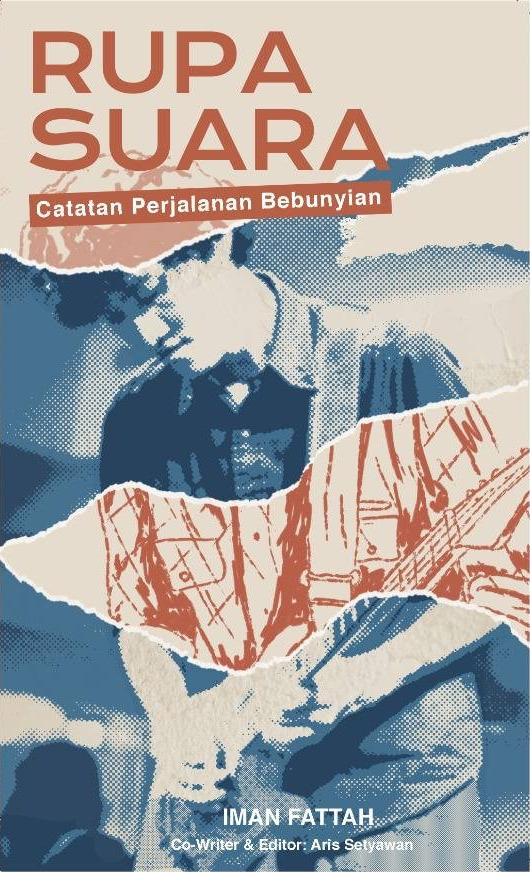 RUPA
SUARA
Catatan Perjalanan Bebunyian
IMAN FATTAH
Co-Writer & Editor: Aris Setyawan